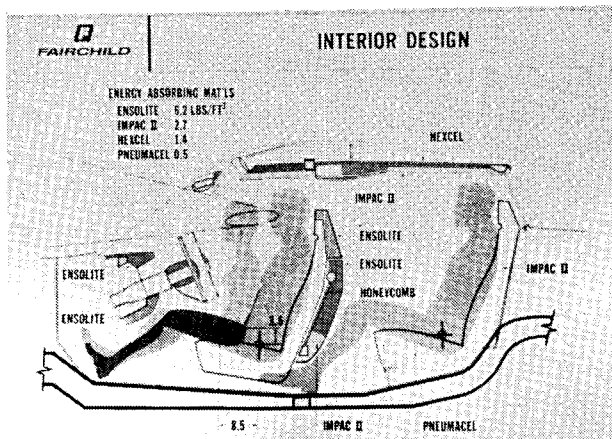 FAIRCHILD
INTERIOR DESIGN
ENERGY ABSORBING MAT'LS
ENSOLITE 6.2 LBS/FT³
IMPAC II 2.7
HEXCEL 1.4
PNEUMACEL 0.5
HEXCEL
IMPAC II
ENSOLITE
ENSOLITE
ENSOLITE
IMPAC II
HONEYCOMB
ENSOLITE
- 8.5 -
IMPAC II
PNEUMACEL